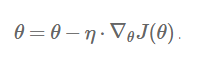 θ = θ − η · ∇θJ(θ).